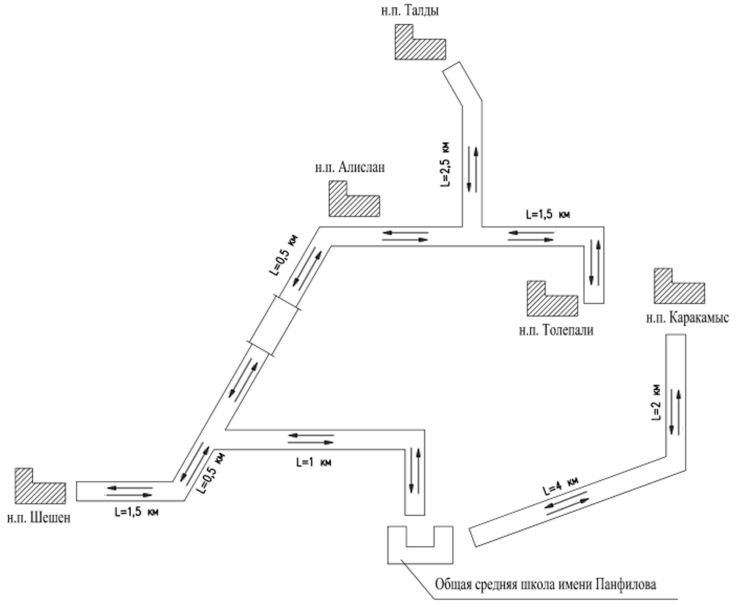 н.п. Талды
L=2,5 км
н.п. Алислан
L=1,5 км
L=0,5 км
н.п. Толепали
н.п. Каракамыс
L=2 км
L=1 км
L=0,5 км
L=4 км
н.п. Шешен
L=1,5 км
Общая средняя школа имени Панфилова